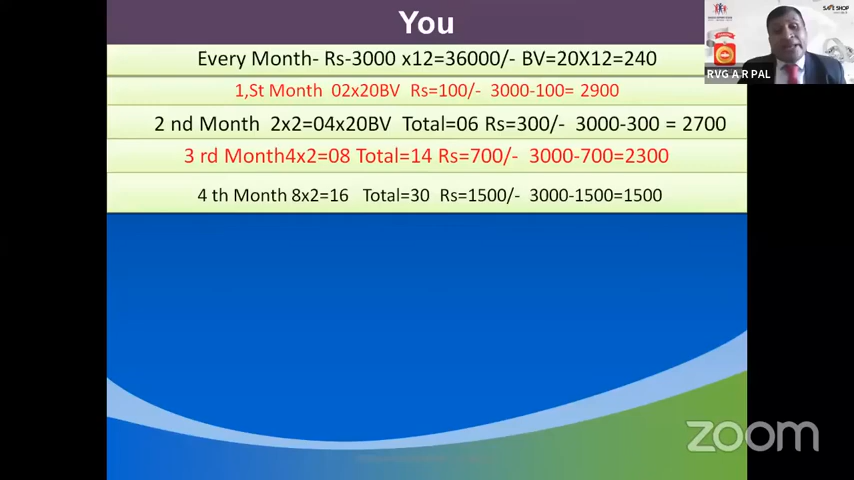 You
Every Month- Rs-3000 x12=36000/- BV=20X12=240
1,St Month 02x20BV Rs=100/- 3000-100= 2900
2 nd Month 2x2=04x20BV Total=06 Rs=300/- 3000-300 = 2700
3 rd Month4x2=08 Total=14 Rs=700/- 3000-700=2300
4 th Month 8x2=16 Total=30 Rs=1500/- 3000-1500=1500
SAFE SHOP
RVG A R PAL
zoom